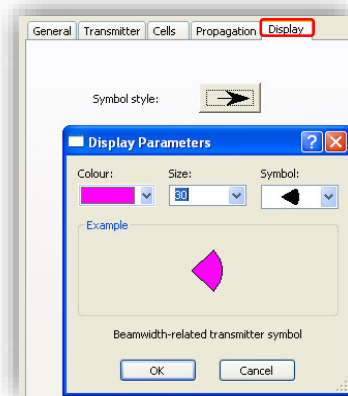 General Transmitter Cells Propagation Display
Symbol style:
Display Parameters
Colour: Size: Symbol:
30
Example
Beamwidth-related transmitter symbol
OK Cancel